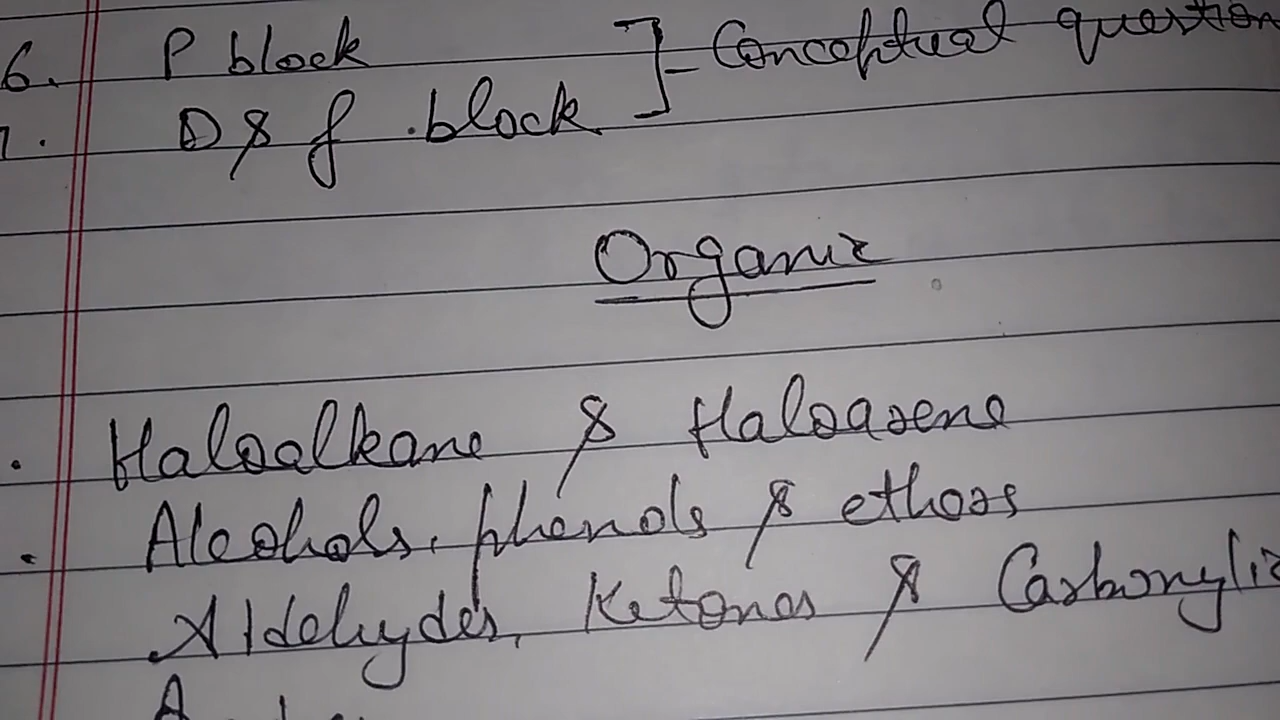 6. P block ] - Conceptual question
7. D & f block
Organic
. Haloalkane & Haloarene
. Alcohols, phenols & ethers
Aldehydes, Ketones & Carbonylic